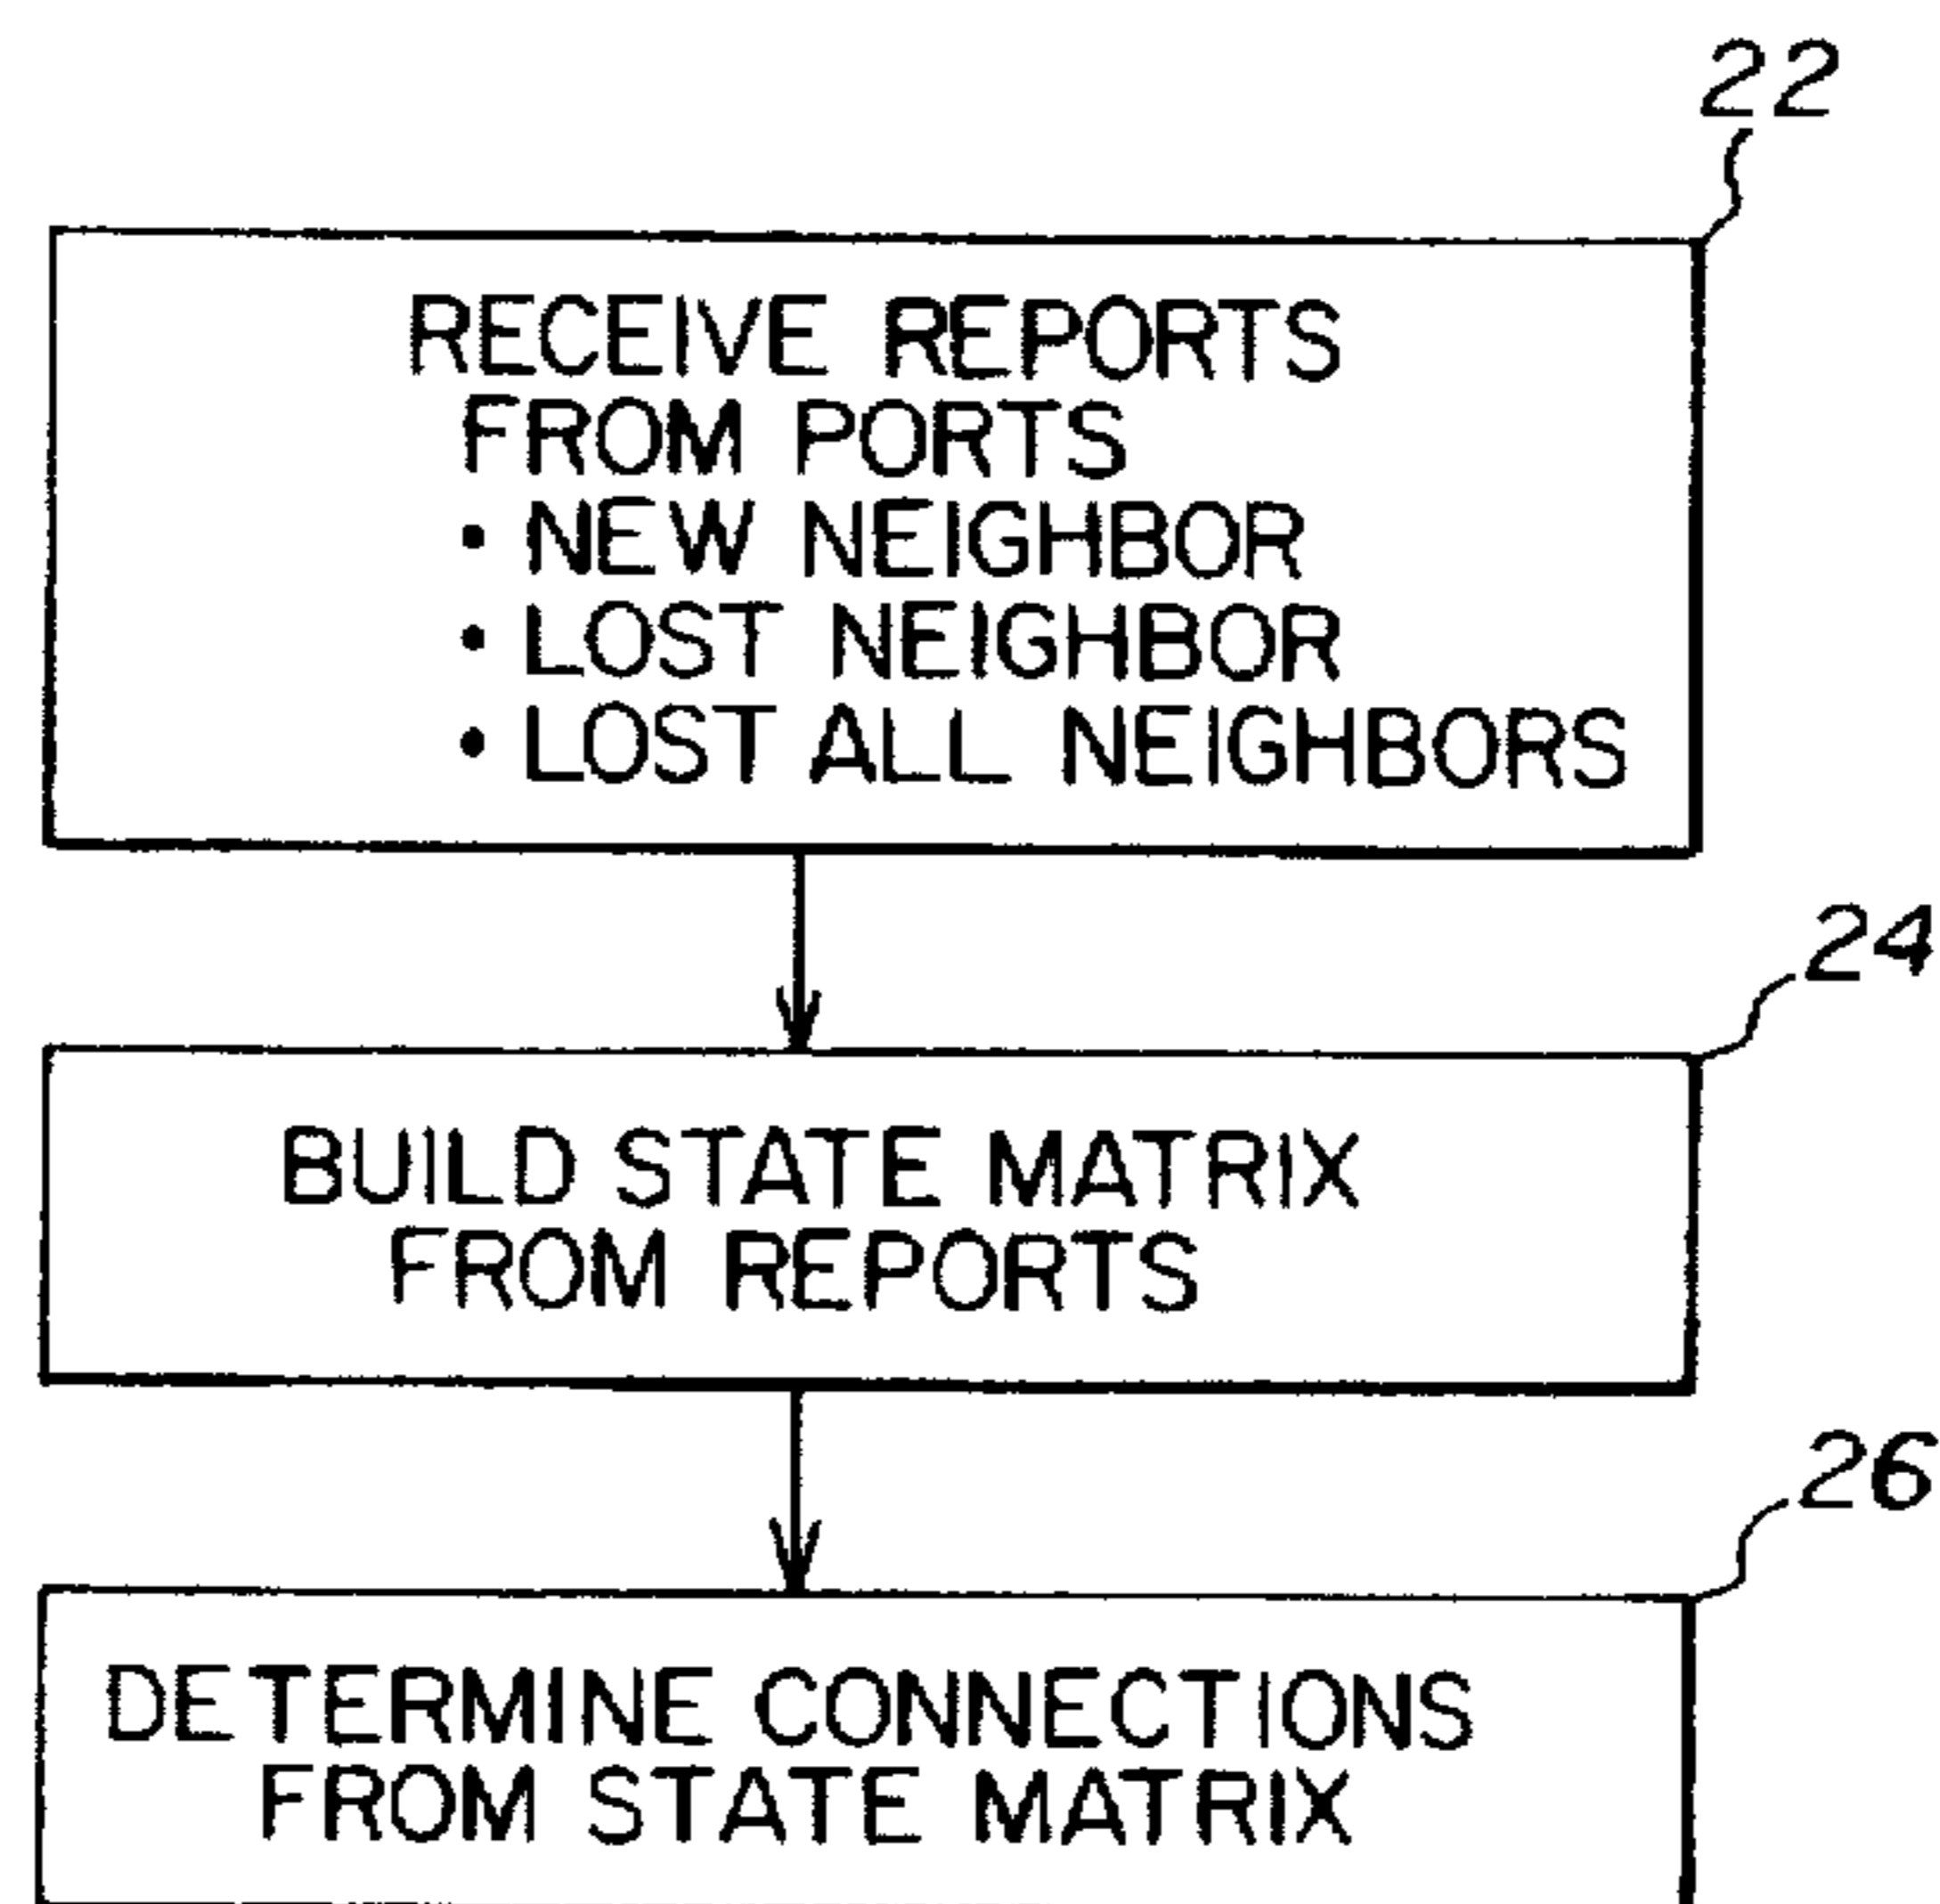 22
RECEIVE REPORTS
FROM PORTS
• NEW NEIGHBOR
• LOST NEIGHBOR
• LOST ALL NEIGHBORS
24
BUILD STATE MATRIX
FROM REPORTS
26
DETERMINE CONNECTIONS
FROM STATE MATRIX